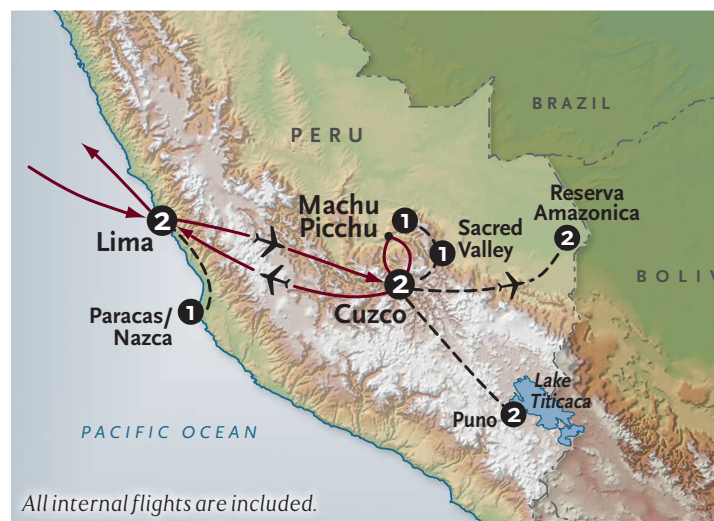 BRAZIL
PERU
Reserva
Amazonica
2
Machu
Picchu
1
Sacred
Valley
1
2
Lima
BOLIV
2
Cuzco
Paracas/
Nazca
1
Lake
Titicaca
Puno
2
PACIFIC OCEAN
All internal flights are included.